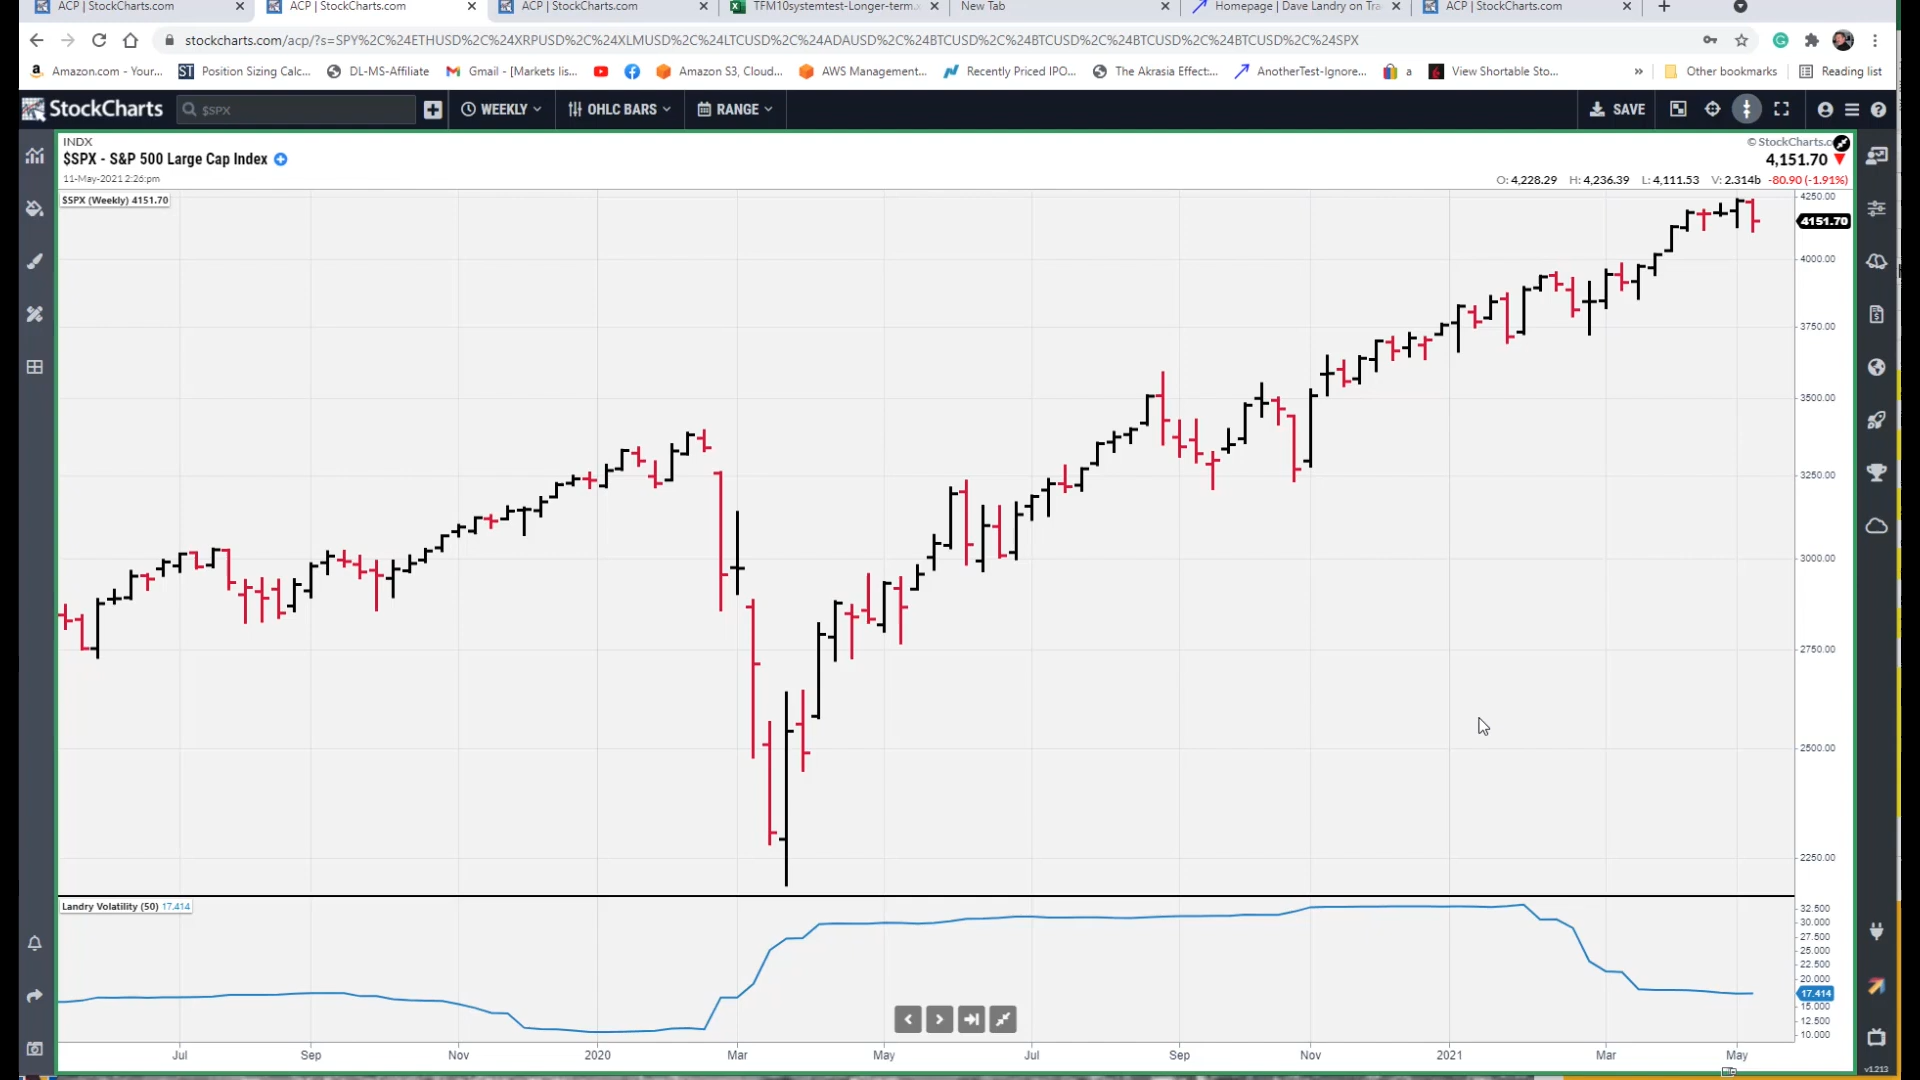 ACP | StockCharts.com
ACP | StockCharts.com
ACP | StockCharts.com
TFM10systemtest-Longer-term.
New Tab
Homepage | Dave Landry on Tra
ACP | StockCharts.com
stockcharts.com/acp/?s=SPY%2C%24ETHUSD%2C%24XRPUSD%2C%24XLMUSD%2C%24LTCUSD%2C%24ADAUSD%2C%24BTCUSD%2C%24BTCUSD%2C%24BTCUSD%2C%24BTCUSD%2C%24SPX
Amazon.com - Your...
Position Sizing Calc...
DL-MS-Affiliate
Gmail - [Markets lis...
Amazon S3, Cloud...
AWS Management...
Recently Priced IPO...
The Akrasia Effect:...
AnotherTest-Ignore...
a
View Shortable Sto...
»
Other bookmarks
Reading list
StockCharts
$SPX
WEEKLY
OHLC BARS
RANGE
SAVE
INDX
$SPX - S&P 500 Large Cap Index
11-May-2021 2:26:pm
© StockCharts.c
4,151.70
O: 4,228.29 H: 4,236.39 L: 4,111.53 V: 2.314b -80.90 (-1.91%)
$SPX (Weekly) 4151.70
4250.00
4151.70
4000.00
3750.00
3500.00
3250.00
3000.00
2750.00
2500.00
2250.00
Landry Volatility (50) 17.414
32.500
30.000
27.500
25.000
22.500
20.000
17.414
15.000
12.500
10.000
Jul
Sep
Nov
2020
Mar
May
Jul
Sep
Nov
2021
Mar
May
v1.213